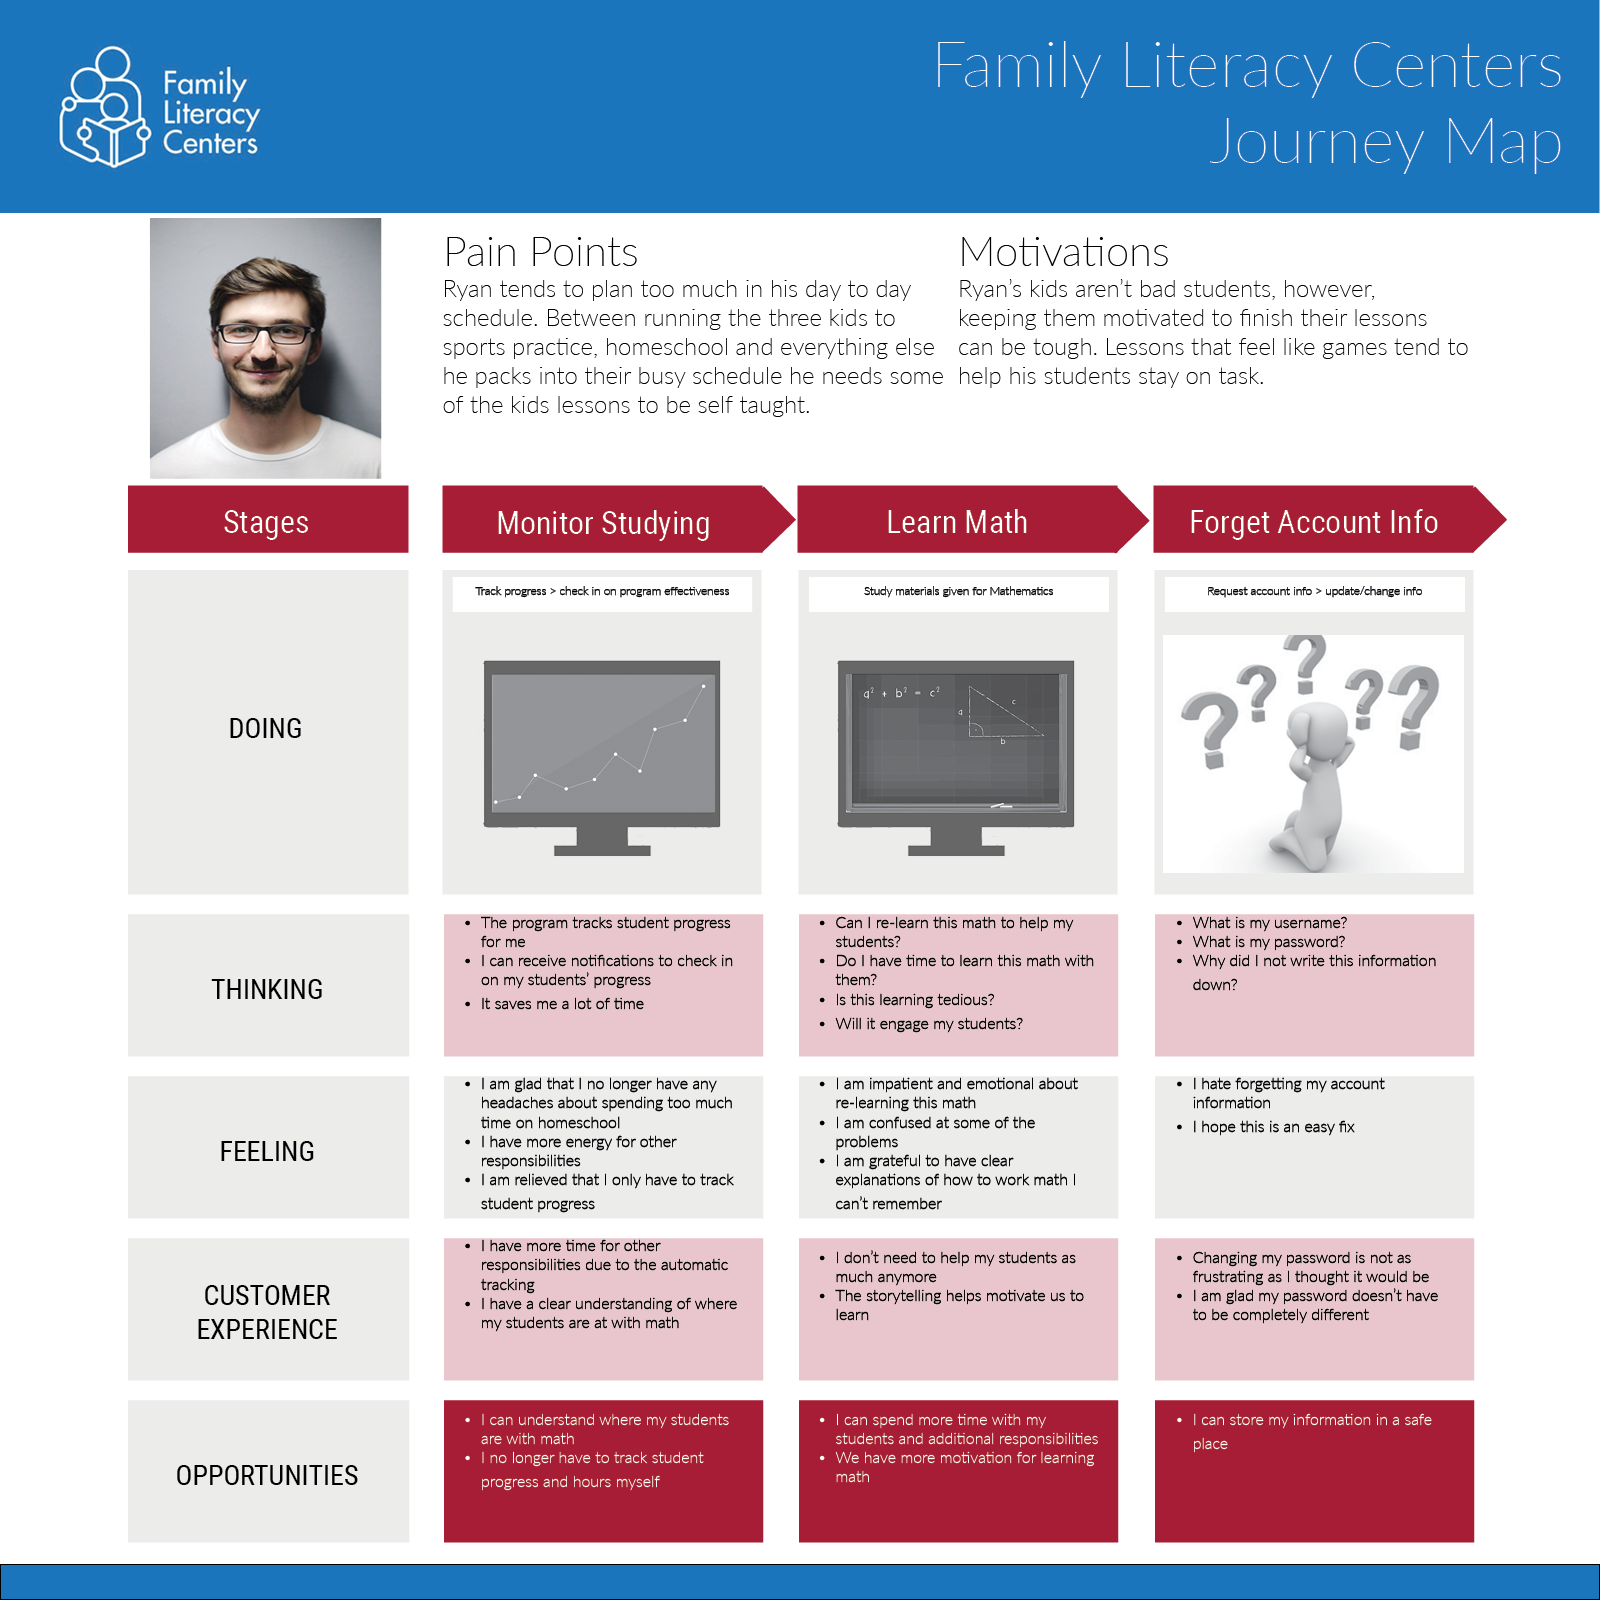 Family
Literacy
Centers
Family Literacy Centers
Journey Map
Pain Points
Ryan tends to plan too much in his day to day
schedule. Between running the three kids to
sports practice, homeschool and everything else
he packs into their busy schedule he needs some
of the kids lessons to be self taught.
Motivations
Ryan's kids aren't bad students, however,
keeping them motivated to finish their lessons
can be tough. Lessons that feel like games tend to
help his students stay on task.
Stages
Monitor Studying
Learn Math
Forget Account Info
DOING
Track progress > check in on program effectiveness
Study materials given for Mathematics
a² + b² = c²
a
c
b
Request account info > update/change info
? ? ? ? ?
THINKING
• The program tracks student progress
for me
• I can receive notifications to check in
on my students' progress
• It saves me a lot of time
• Can I re-learn this math to help my
students?
• Do I have time to learn this math with
them?
• Is this learning tedious?
• Will it engage my students?
• What is my username?
• What is my password?
• Why did I not write this information
down?
FEELING
• I am glad that I no longer have any
headaches about spending too much
time on homeschool
• I have more energy for other
responsibilities
• I am relieved that I only have to track
student progress
• I am impatient and emotional about
re-learning this math
• I am confused at some of the
problems
• I am grateful to have clear
explanations of how to work math I
can't remember
• I hate forgetting my account
information
• I hope this is an easy fix
CUSTOMER
EXPERIENCE
• I have more time for other
responsibilities due to the automatic
tracking
• I have a clear understanding of where
my students are at with math
• I don't need to help my students as
much anymore
• The storytelling helps motivate us to
learn
• Changing my password is not as
frustrating as I thought it would be
• I am glad my password doesn't have
to be completely different
OPPORTUNITIES
• I can understand where my students
are with math
• I no longer have to track student
progress and hours myself
• I can spend more time with my
students and additional responsibilities
• We have more motivation for learning
math
• I can store my information in a safe
place